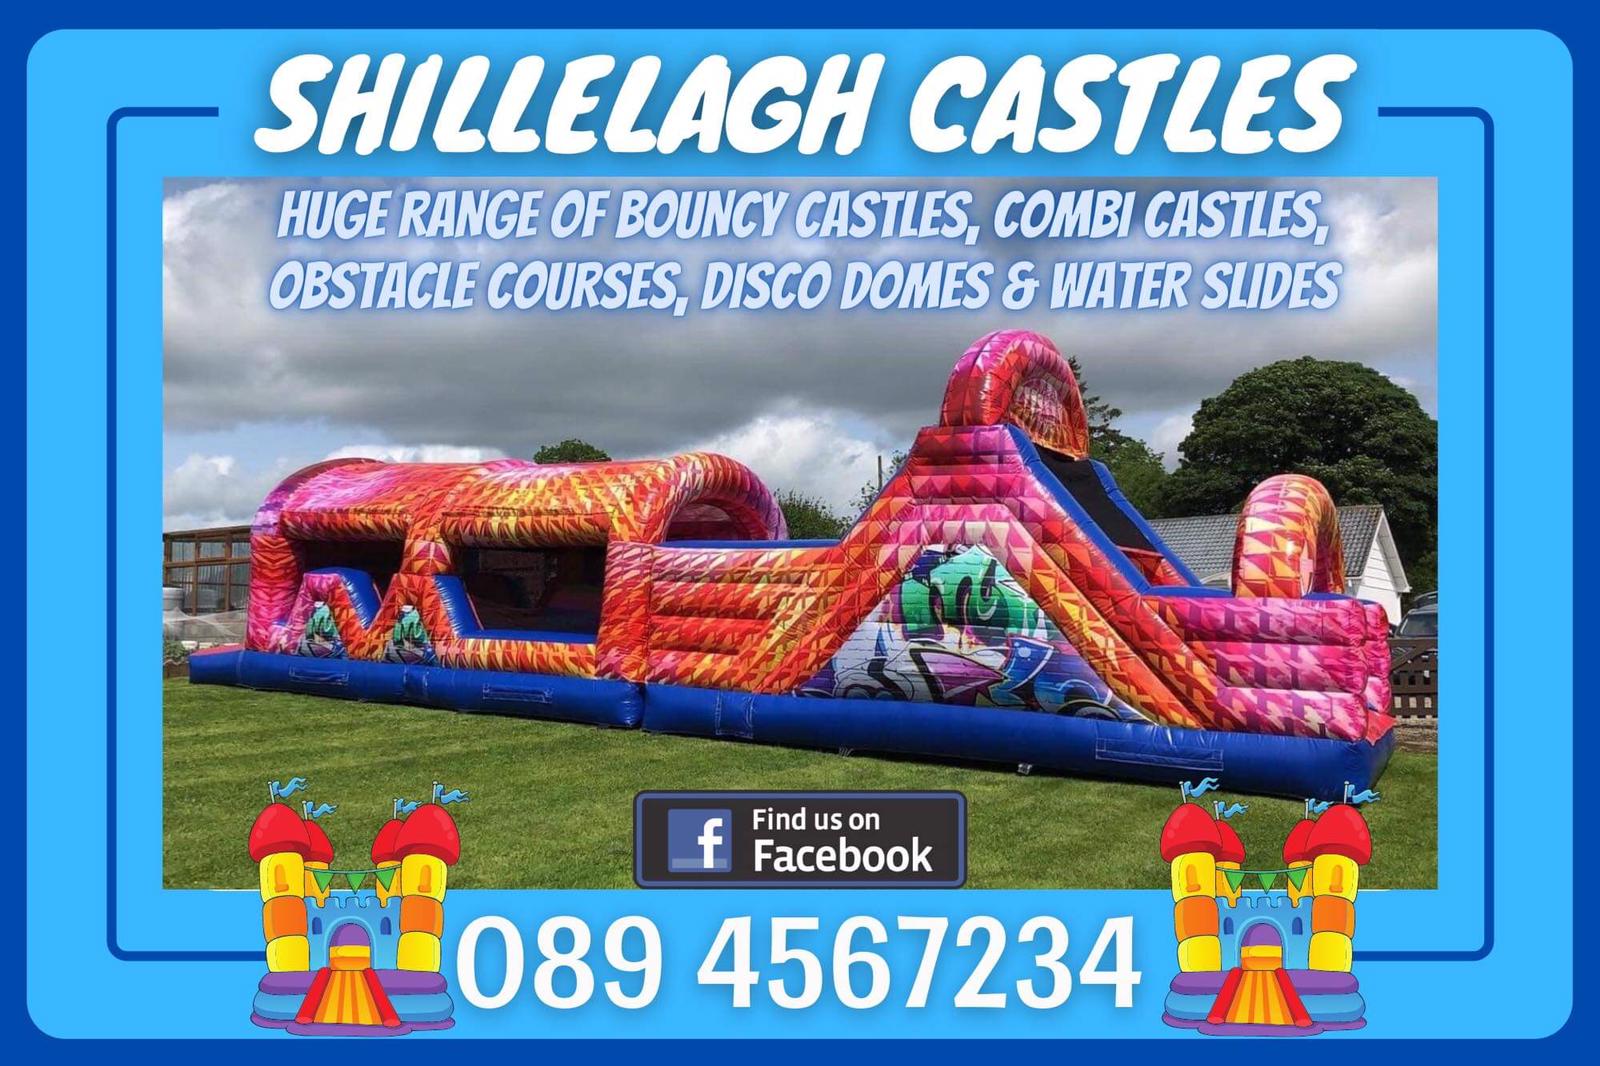 SHILLELAGH CASTLES
HUGE RANGE OF BOUNCY CASTLES, COMBI CASTLES,
OBSTACLE COURSES, DISCO DOMES & WATER SLIDES
f Find us on
Facebook
089 4567234